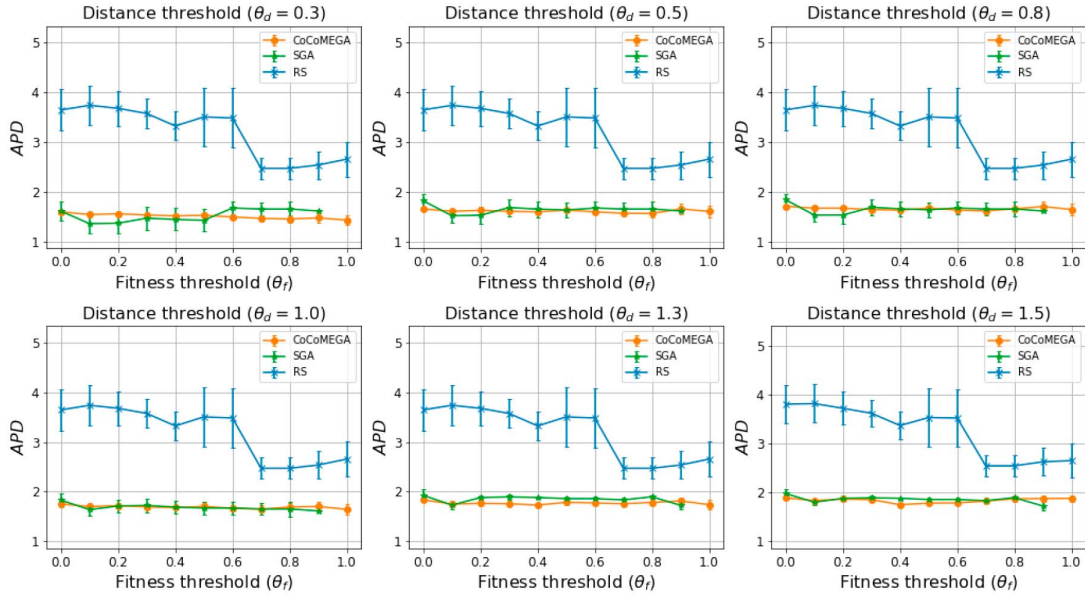 Distance threshold (θd = 0.3)
CoCoMEGA
SGA
RS
5
4
3
2
1
APD
0.0 0.2 0.4 0.6 0.8 1.0
Fitness threshold (θf)
Distance threshold (θd = 0.5)
CoCoMEGA
SGA
RS
5
4
3
2
1
APD
0.0 0.2 0.4 0.6 0.8 1.0
Fitness threshold (θf)
Distance threshold (θd = 0.8)
CoCoMEGA
SGA
RS
5
4
3
2
1
APD
0.0 0.2 0.4 0.6 0.8 1.0
Fitness threshold (θf)
Distance threshold (θd = 1.0)
CoCoMEGA
SGA
RS
5
4
3
2
1
APD
0.0 0.2 0.4 0.6 0.8 1.0
Fitness threshold (θf)
Distance threshold (θd = 1.3)
CoCoMEGA
SGA
RS
5
4
3
2
1
APD
0.0 0.2 0.4 0.6 0.8 1.0
Fitness threshold (θf)
Distance threshold (θd = 1.5)
CoCoMEGA
SGA
RS
5
4
3
2
1
APD
0.0 0.2 0.4 0.6 0.8 1.0
Fitness threshold (θf)